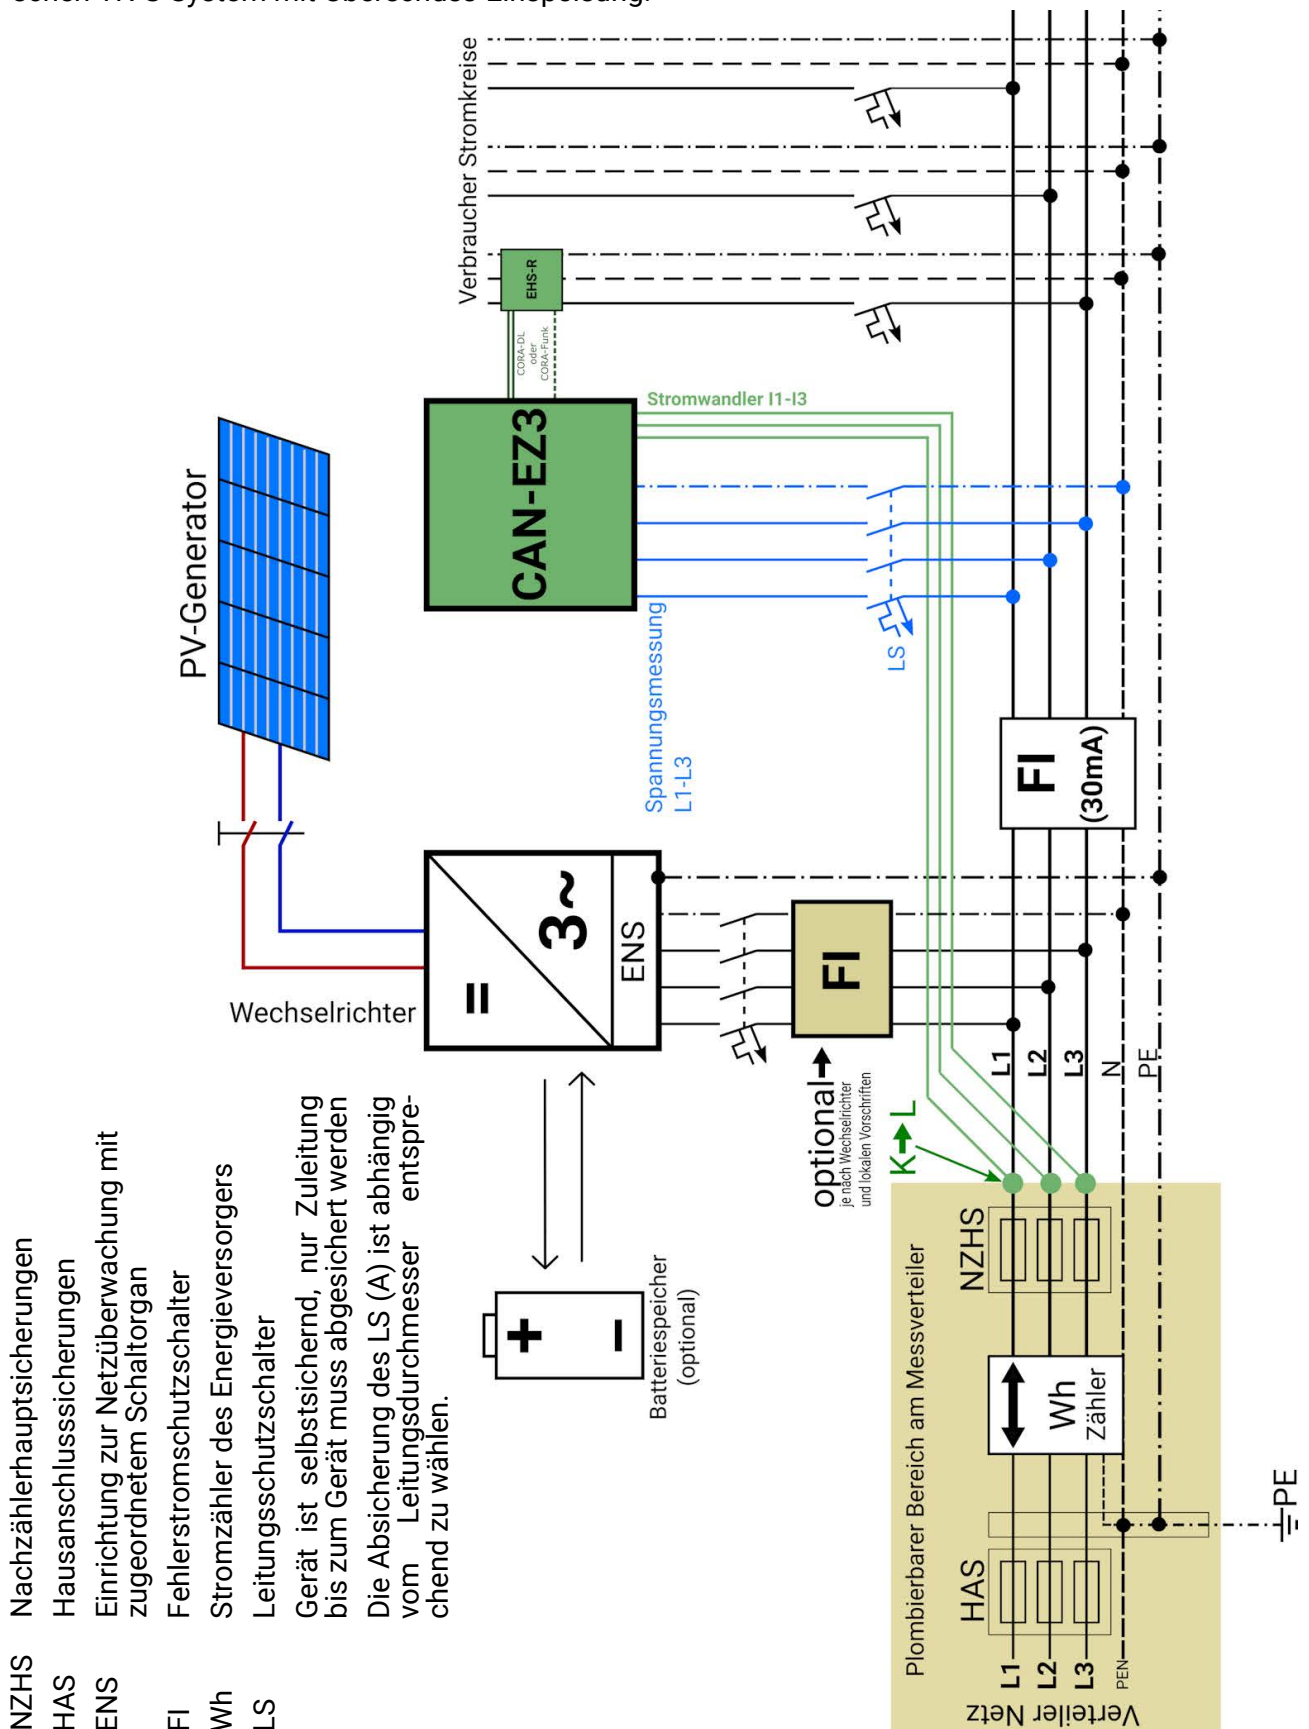 NZHS Nachzählerhauptsicherungen
HAS Hausanschlusssicherungen
ENS Einrichtung zur Netzüberwachung mit
zugeordnetem Schaltorgan
FI Fehlerstromschutzschalter
Wh Stromzähler des Energieversorgers
LS Leitungsschutzschalter
Gerät ist selbstsichernd, nur Zuleitung
bis zum Gerät muss abgesichert werden
Die Absicherung des LS (A) ist abhängig
vom Leitungsdurchmesser entspre-
chend zu wählen.
PV-Generator
Wechselrichter
=
3~
ENS
+
−
Batteriespeicher
(optional)
CAN-EZ3
CORA-DL
oder
CORA-Funk
EHS-R
Verbraucher Stromkreise
Stromwandler I1-I3
Spannungsmessung
L1-L3
LS
FI
(30mA)
FI
optional
je nach Wechselrichter
und lokalen Vorschriften
K L
L1
L2
L3
N
PE
Plombierbarer Bereich am Messverteiler
NZHS
Wh
Zähler
HAS
L1
L2
L3
PEN
Verteiler Netz
PE